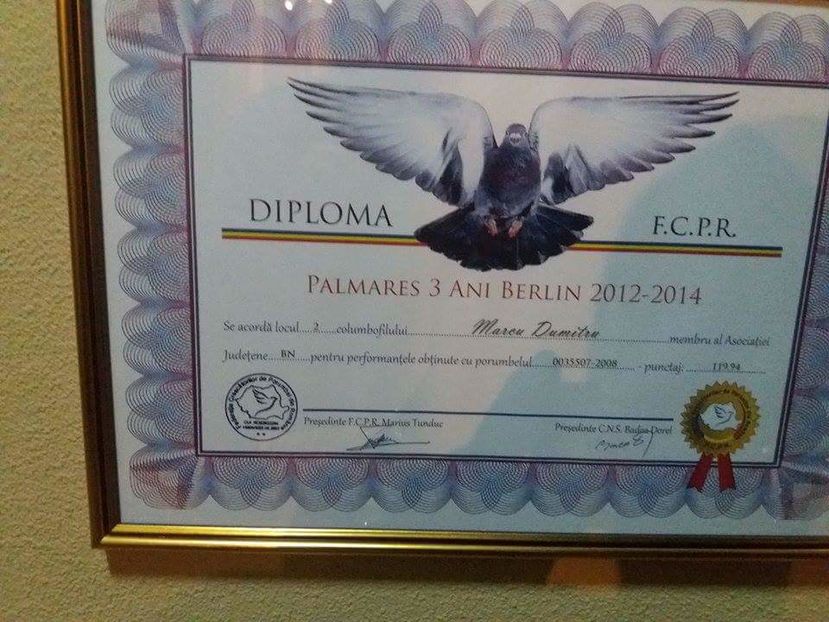 DIPLOMA F.C.P.R.
PALMARES 3 ANI BERLIN 2012-2014
Se acordă locul....2.....columbofilului............Marcu Dumitru............membru al Asociației
Județene....BN.....pentru performanțele obținute cu porumbelul......0035507-2008...... - punctaj: ........119.94......
Președinte F.C.P.R. Marius Tunduc Președinte C.N.S. Badea Dorel